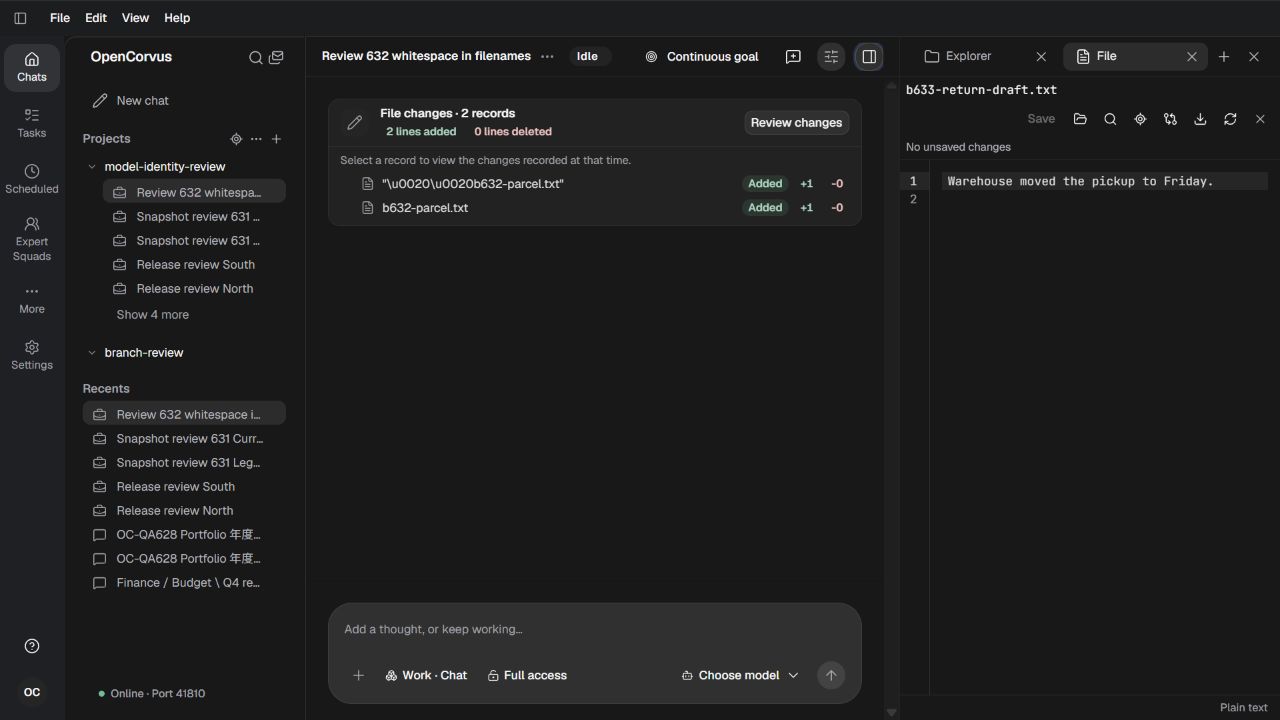 File Edit View Help
Chats
Tasks
Scheduled
Expert
Squads
More
Settings
OC
OpenCorvus
New chat
Projects
model-identity-review
Review 632 whitespa...
Snapshot review 631 ...
Snapshot review 631 ...
Release review South
Release review North
Show 4 more
branch-review
Recents
Review 632 whitespace i...
Snapshot review 631 Curr...
Snapshot review 631 Leg...
Release review South
Release review North
OC-QA628 Portfolio 年度...
OC-QA628 Portfolio 年度...
Finance / Budget \ Q4 re...
Online · Port 41810
Review 632 whitespace in filenames ··· Idle Continuous goal
File changes · 2 records
2 lines added 0 lines deleted
Review changes
Select a record to view the changes recorded at that time.
"\u0020\u0020b632-parcel.txt" Added +1 -0
b632-parcel.txt Added +1 -0
Add a thought, or keep working...
Work · Chat Full access Choose model
Explorer File
b633-return-draft.txt
Save
No unsaved changes
1 Warehouse moved the pickup to Friday.
2
Plain text